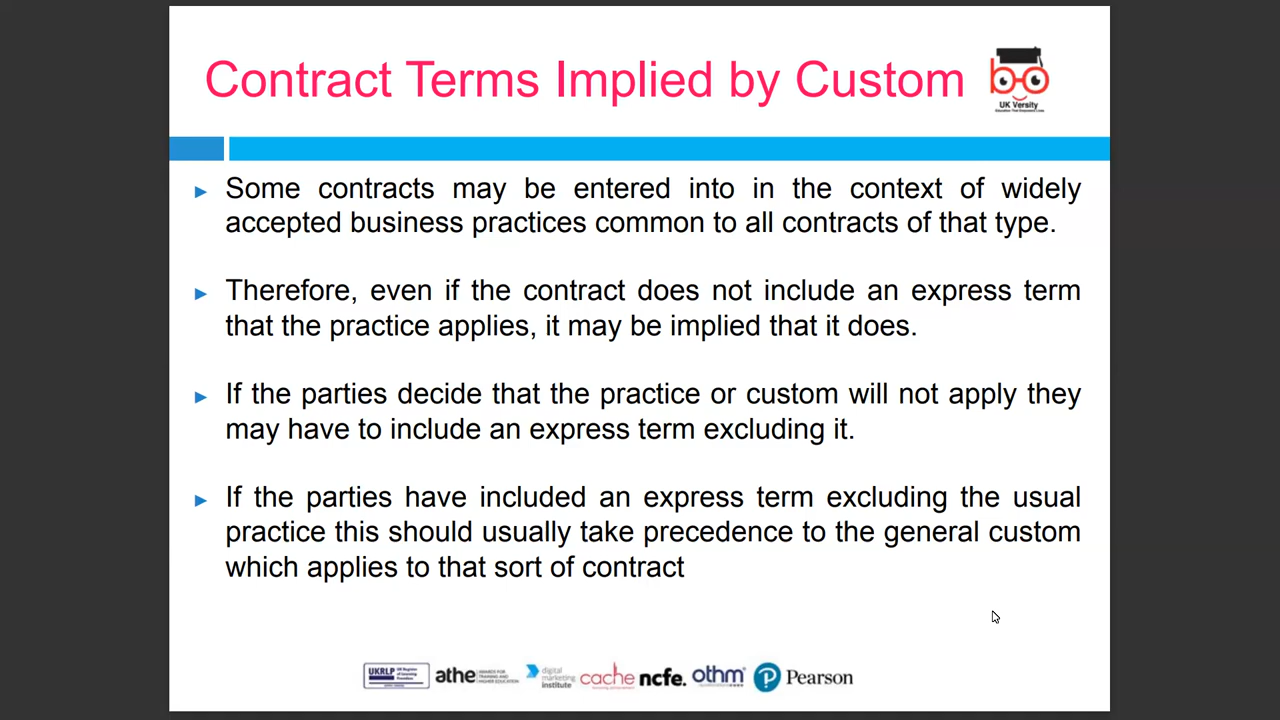 Contract Terms Implied by Custom
UK Versity
Some contracts may be entered into in the context of widely
accepted business practices common to all contracts of that type.
Therefore, even if the contract does not include an express term
that the practice applies, it may be implied that it does.
If the parties decide that the practice or custom will not apply they
may have to include an express term excluding it.
If the parties have included an express term excluding the usual
practice this should usually take precedence to the general custom
which applies to that sort of contract
UKRLP
athe
digital
marketing
institute
cache
ncfe.
othm
Pearson